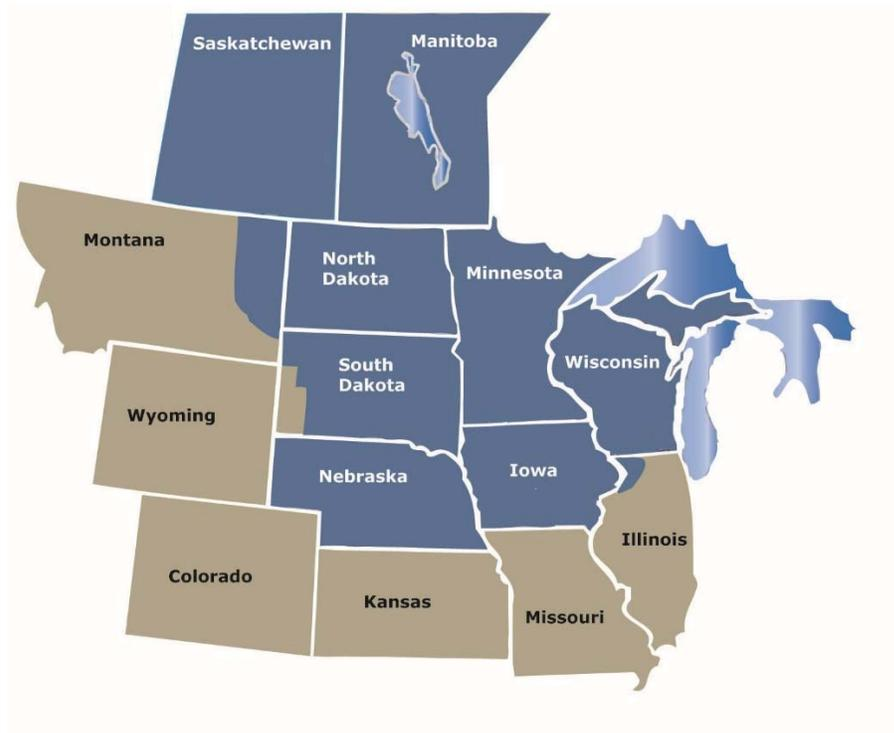 Saskatchewan
Manitoba
Montana
North
Dakota
Minnesota
South
Dakota
Wisconsin
Wyoming
Nebraska
Iowa
Illinois
Colorado
Kansas
Missouri